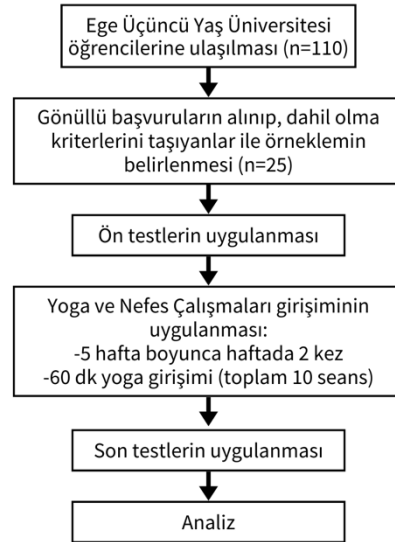 Ege Üçüncü Yaş Üniversitesi
öğrencilerine ulaşılması (n=110)
Gönüllü başvuruların alınıp, dahil olma
kriterlerini taşıyanlar ile örneklemin
belirlenmesi (n=25)
Ön testlerin uygulanması
Yoga ve Nefes Çalışmaları girişiminin
uygulanması:
-5 hafta boyunca haftada 2 kez
-60 dk yoga girişimi (toplam 10 seans)
Son testlerin uygulanması
Analiz